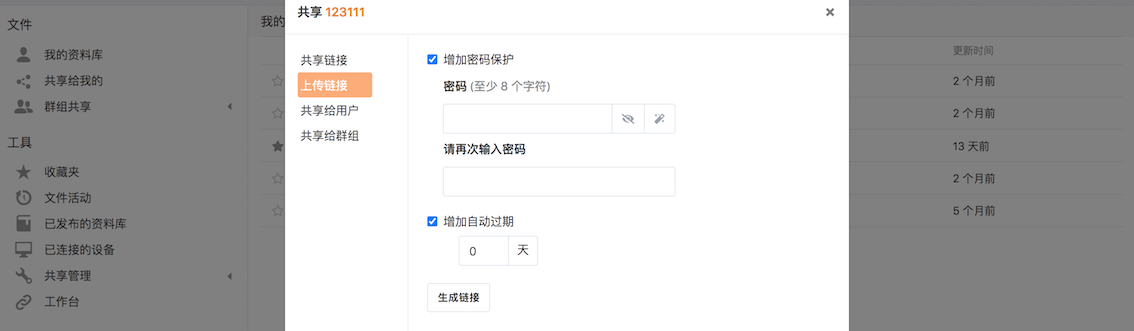 文件
我的资料库
共享给我的
群组共享
工具
收藏夹
文件活动
已发布的资料库
已连接的设备
共享管理
工作台
我的
共享 123111
共享链接
上传链接
共享给用户
共享给群组
增加密码保护
密码 (至少 8 个字符)
请再次输入密码
增加自动过期
0 天
生成链接
更新时间
2 个月前
2 个月前
13 天前
2 个月前
5 个月前